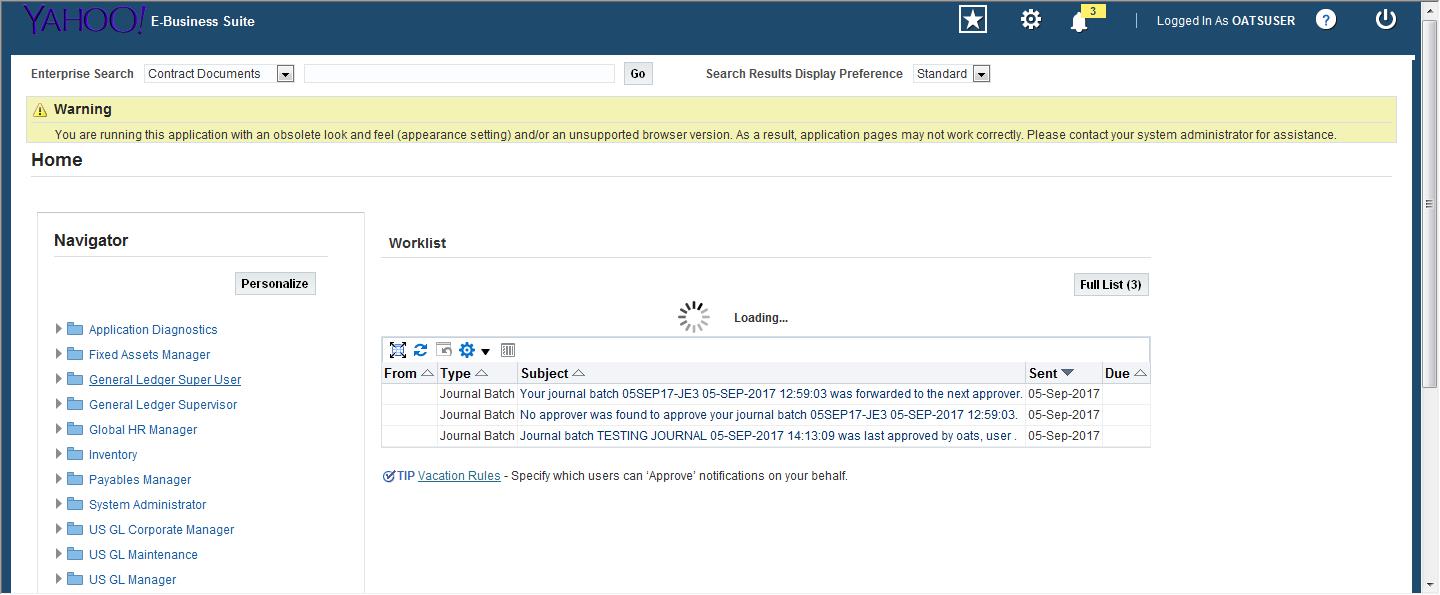 YAHOO! E-Business Suite
3
Logged In As OATSUSER ?
Enterprise Search Contract Documents Go Search Results Display Preference Standard
Warning
You are running this application with an obsolete look and feel (appearance setting) and/or an unsupported browser version. As a result, application pages may not work correctly. Please contact your system administrator for assistance.
Home
Navigator
Personalize
Application Diagnostics
Fixed Assets Manager
General Ledger Super User
General Ledger Supervisor
Global HR Manager
Inventory
Payables Manager
System Administrator
US GL Corporate Manager
US GL Maintenance
US GL Manager
Worklist
Full List (3)
Loading...
From Type Subject Sent Due
Journal Batch Your journal batch 05SEP17-JE3 05-SEP-2017 12:59:03 was forwarded to the next approver. 05-Sep-2017
Journal Batch No approver was found to approve your journal batch 05SEP17-JE3 05-SEP-2017 12:59:03. 05-Sep-2017
Journal Batch Journal batch TESTING JOURNAL 05-SEP-2017 14:13:09 was last approved by oats, user . 05-Sep-2017
TIP Vacation Rules - Specify which users can ‘Approve’ notifications on your behalf.